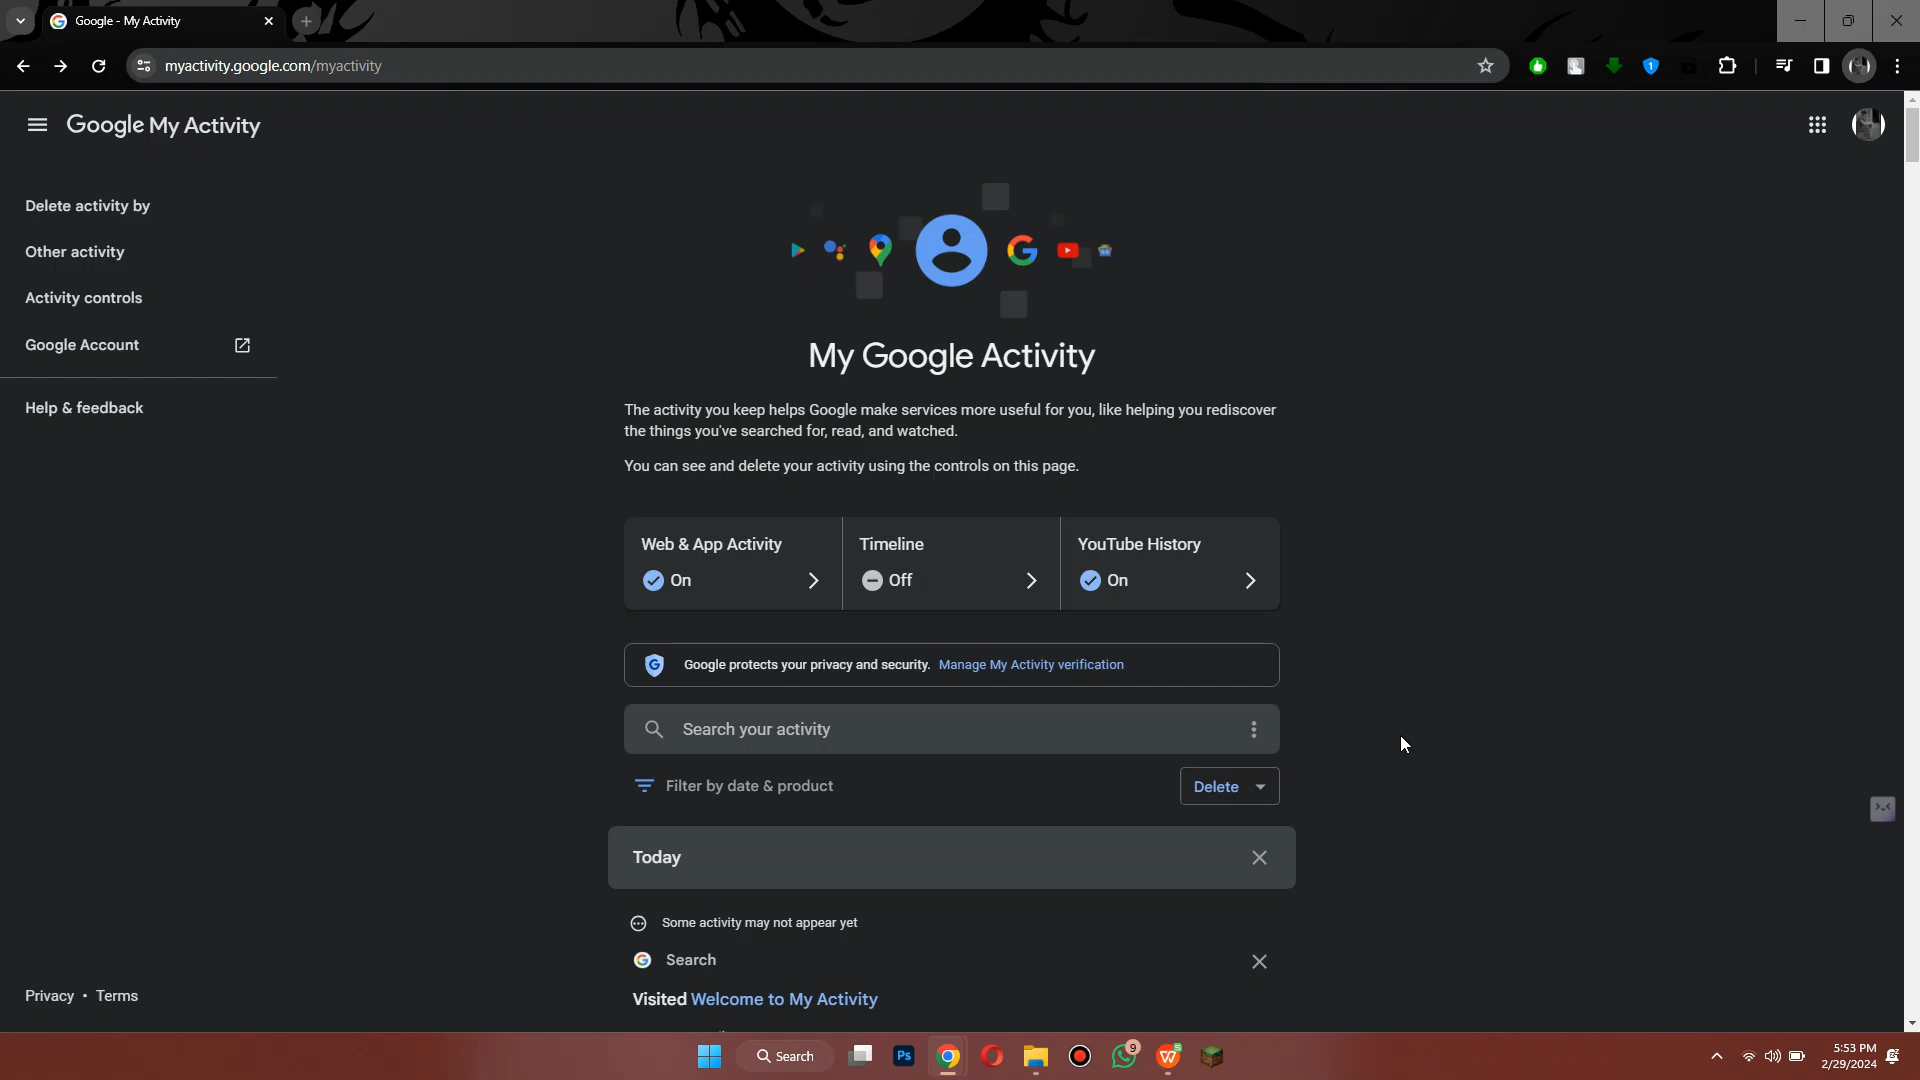 Google - My Activity
myactivity.google.com/myactivity
Google My Activity
Delete activity by
Other activity
Activity controls
Google Account
Help & feedback
My Google Activity
The activity you keep helps Google make services more useful for you, like helping you rediscover
the things you've searched for, read, and watched.
You can see and delete your activity using the controls on this page.
Web & App Activity
On
Timeline
Off
YouTube History
On
Google protects your privacy and security. Manage My Activity verification
Search your activity
Filter by date & product
Delete
Today
Some activity may not appear yet
Search
Visited Welcome to My Activity
Privacy • Terms
Search
Ps
9
5:53 PM
2/29/2024